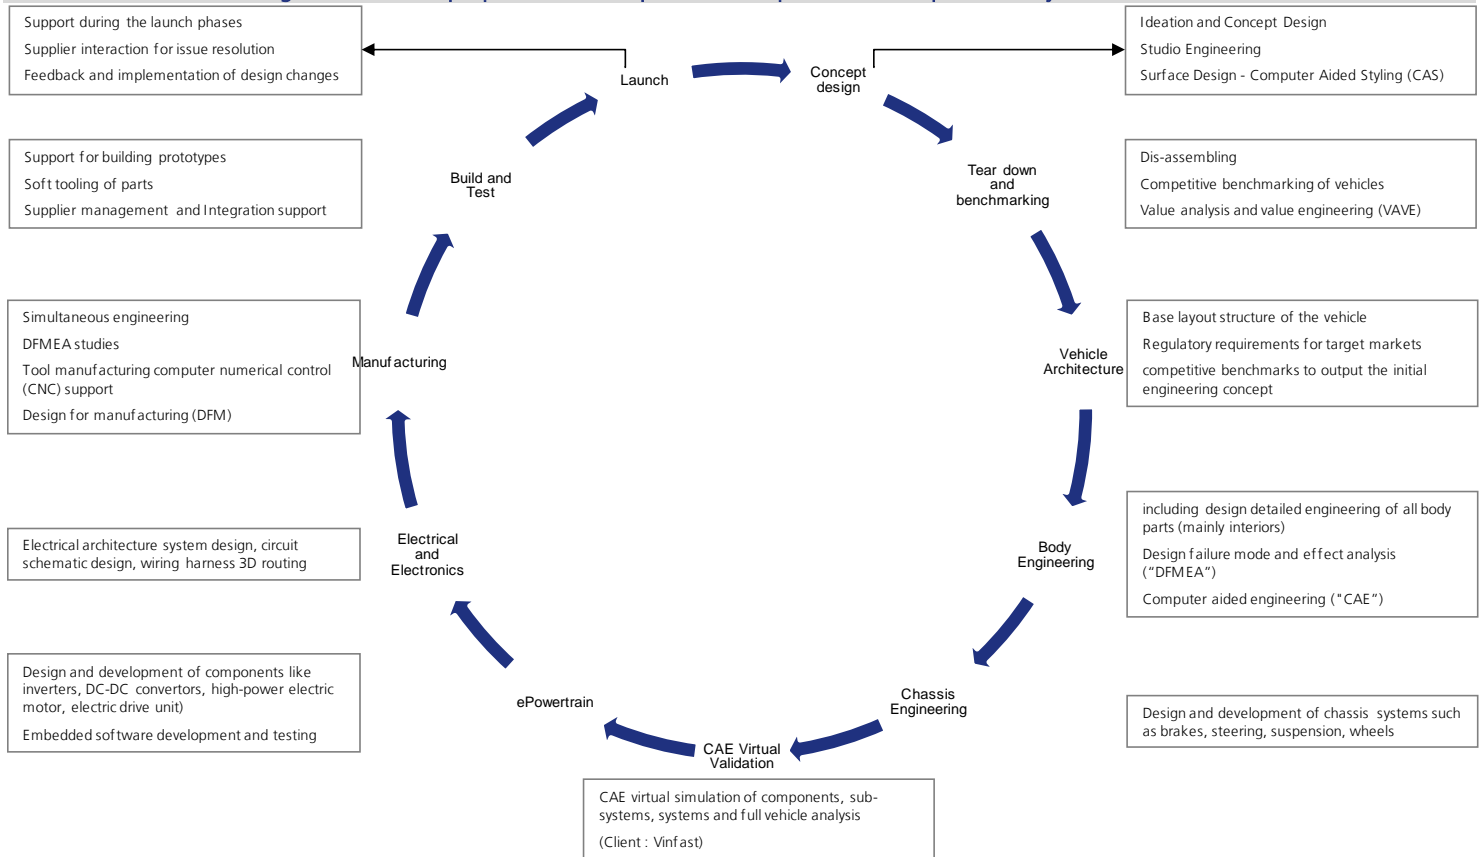 Support during the launch phases
Supplier interaction for issue resolution
Feedback and implementation of design changes
Launch
Concept
design
Ideation and Concept Design
Studio Engineering
Surface Design - Computer Aided Styling (CAS)
Support for building prototypes
Soft tooling of parts
Supplier management and Integration support
Build and
Test
Tear down
and
benchmarking
Dis-assembling
Competitive benchmarking of vehicles
Value analysis and value engineering (VAVE)
Simultaneous engineering
DFMEA studies
Tool manufacturing computer numerical control
(CNC) support
Design for manufacturing (DFM)
Manufacturing
Vehicle
Architecture
Base layout structure of the vehicle
Regulatory requirements for target markets
competitive benchmarks to output the initial
engineering concept
Electrical architecture system design, circuit
schematic design, wiring harness 3D routing
Electrical
and
Electronics
Body
Engineering
including design detailed engineering of all body
parts (mainly interiors)
Design failure mode and effect analysis
(“DFMEA”)
Computer aided engineering ("CAE”)
Design and development of components like
inverters, DC-DC convertors, high-power electric
motor, electric drive unit)
Embedded software development and testing
ePowertrain
Chassis
Engineering
Design and development of chassis systems such
as brakes, steering, suspension, wheels
CAE Virtual
Validation
CAE virtual simulation of components, sub-
systems, systems and full vehicle analysis
(Client : Vinfast)